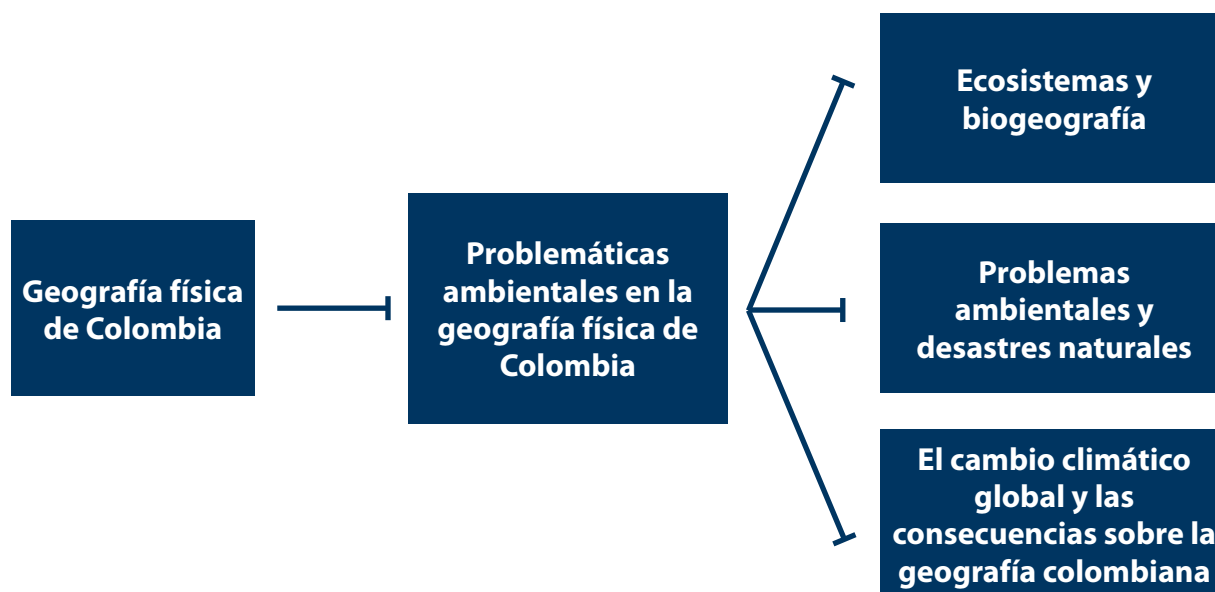 Geografía física
de Colombia
Problemáticas
ambientales en la
geografía física de
Colombia
Ecosistemas y
biogeografía
Problemas
ambientales y
desastres naturales
El cambio climático
global y las
consecuencias sobre la
geografía colombiana